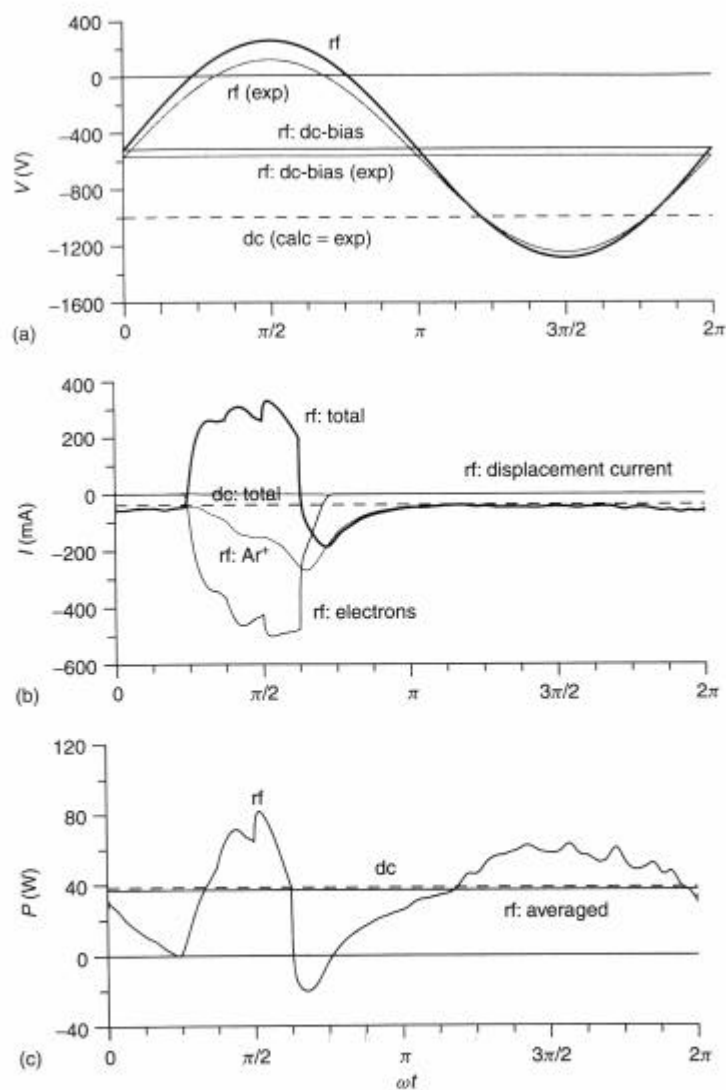 400
rf
0
rf (exp)
rf: dc-bias
-400
rf: dc-bias (exp)
V (V)
-800
dc (calc = exp)
-1200
-1600
(a)
0 π/2 π 3π/2 2π
400
rf: total
200
rf: displacement current
dc: total
0
I (mA)
-200
rf: Ar⁺
rf: electrons
-400
-600
(b)
0 π/2 π 3π/2 2π
120
P (W)
rf
80
dc
40
rf: averaged
0
-40
(c)
0 π/2 π 3π/2 2π
ωt